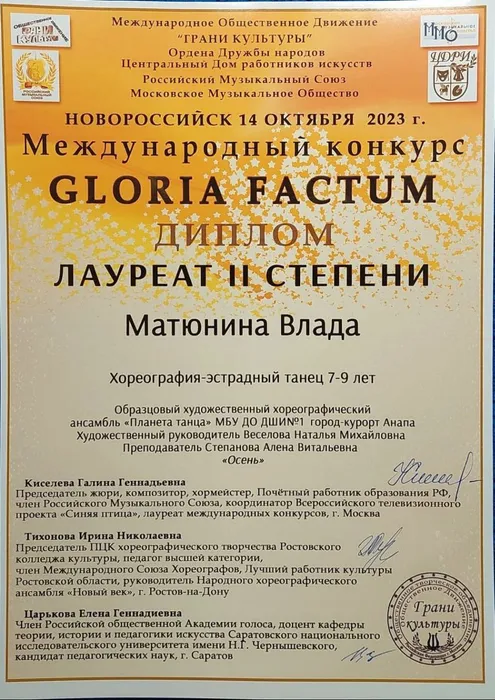 Международное Общественное Движение
"ГРАНИ КУЛЬТУРЫ"
Ордена Дружбы народов
Центральный Дом работников искусств
Российский Музыкальный Союз
Московское Музыкальное Общество
ГРАНИ
КУЛЬТУРЫ
РОССИЙСКИЙ
МУЗЫКАЛЬНЫЙ
СОЮЗ
ММО
ЦДРИ
НОВОРОССИЙСК 14 ОКТЯБРЯ 2023 г.
Международный конкурс
GLORIA FACTUM
ДИПЛОМ
ЛАУРЕАТ II СТЕПЕНИ
Матюнина Влада
Хореография-эстрадный танец 7-9 лет
Образцовый художественный хореографический
ансамбль «Планета танца» МБУ ДО ДШИ№1 город-курорт Анапа
Художественный руководитель Веселова Наталья Михайловна
Преподаватель Степанова Алена Витальевна
«Осень»
Киселева Галина Геннадьевна
Председатель жюри, композитор, хормейстер, Почётный работник образования РФ,
член Российского Музыкального Союза, координатор Всероссийского телевизионного
проекта «Синяя птица», лауреат международных конкурсов, г. Москва
Тихонова Ирина Николаевна
Председатель ПЦК хореографического творчества Ростовского
колледжа культуры, педагог высшей категории,
член Международного Союза Хореографов, Лучший работник культуры
Ростовской области, руководитель Народного хореографического
ансамбля «Новый век», г. Ростов-на-Дону
Царькова Елена Геннадиевна
Член Российской общественной Академии голоса, доцент кафедры
теории, истории и педагогики искусства Саратовского национального
исследовательского университета имени Н.Г. Чернышевского,
кандидат педагогических наук, г. Саратов
Грани
культуры